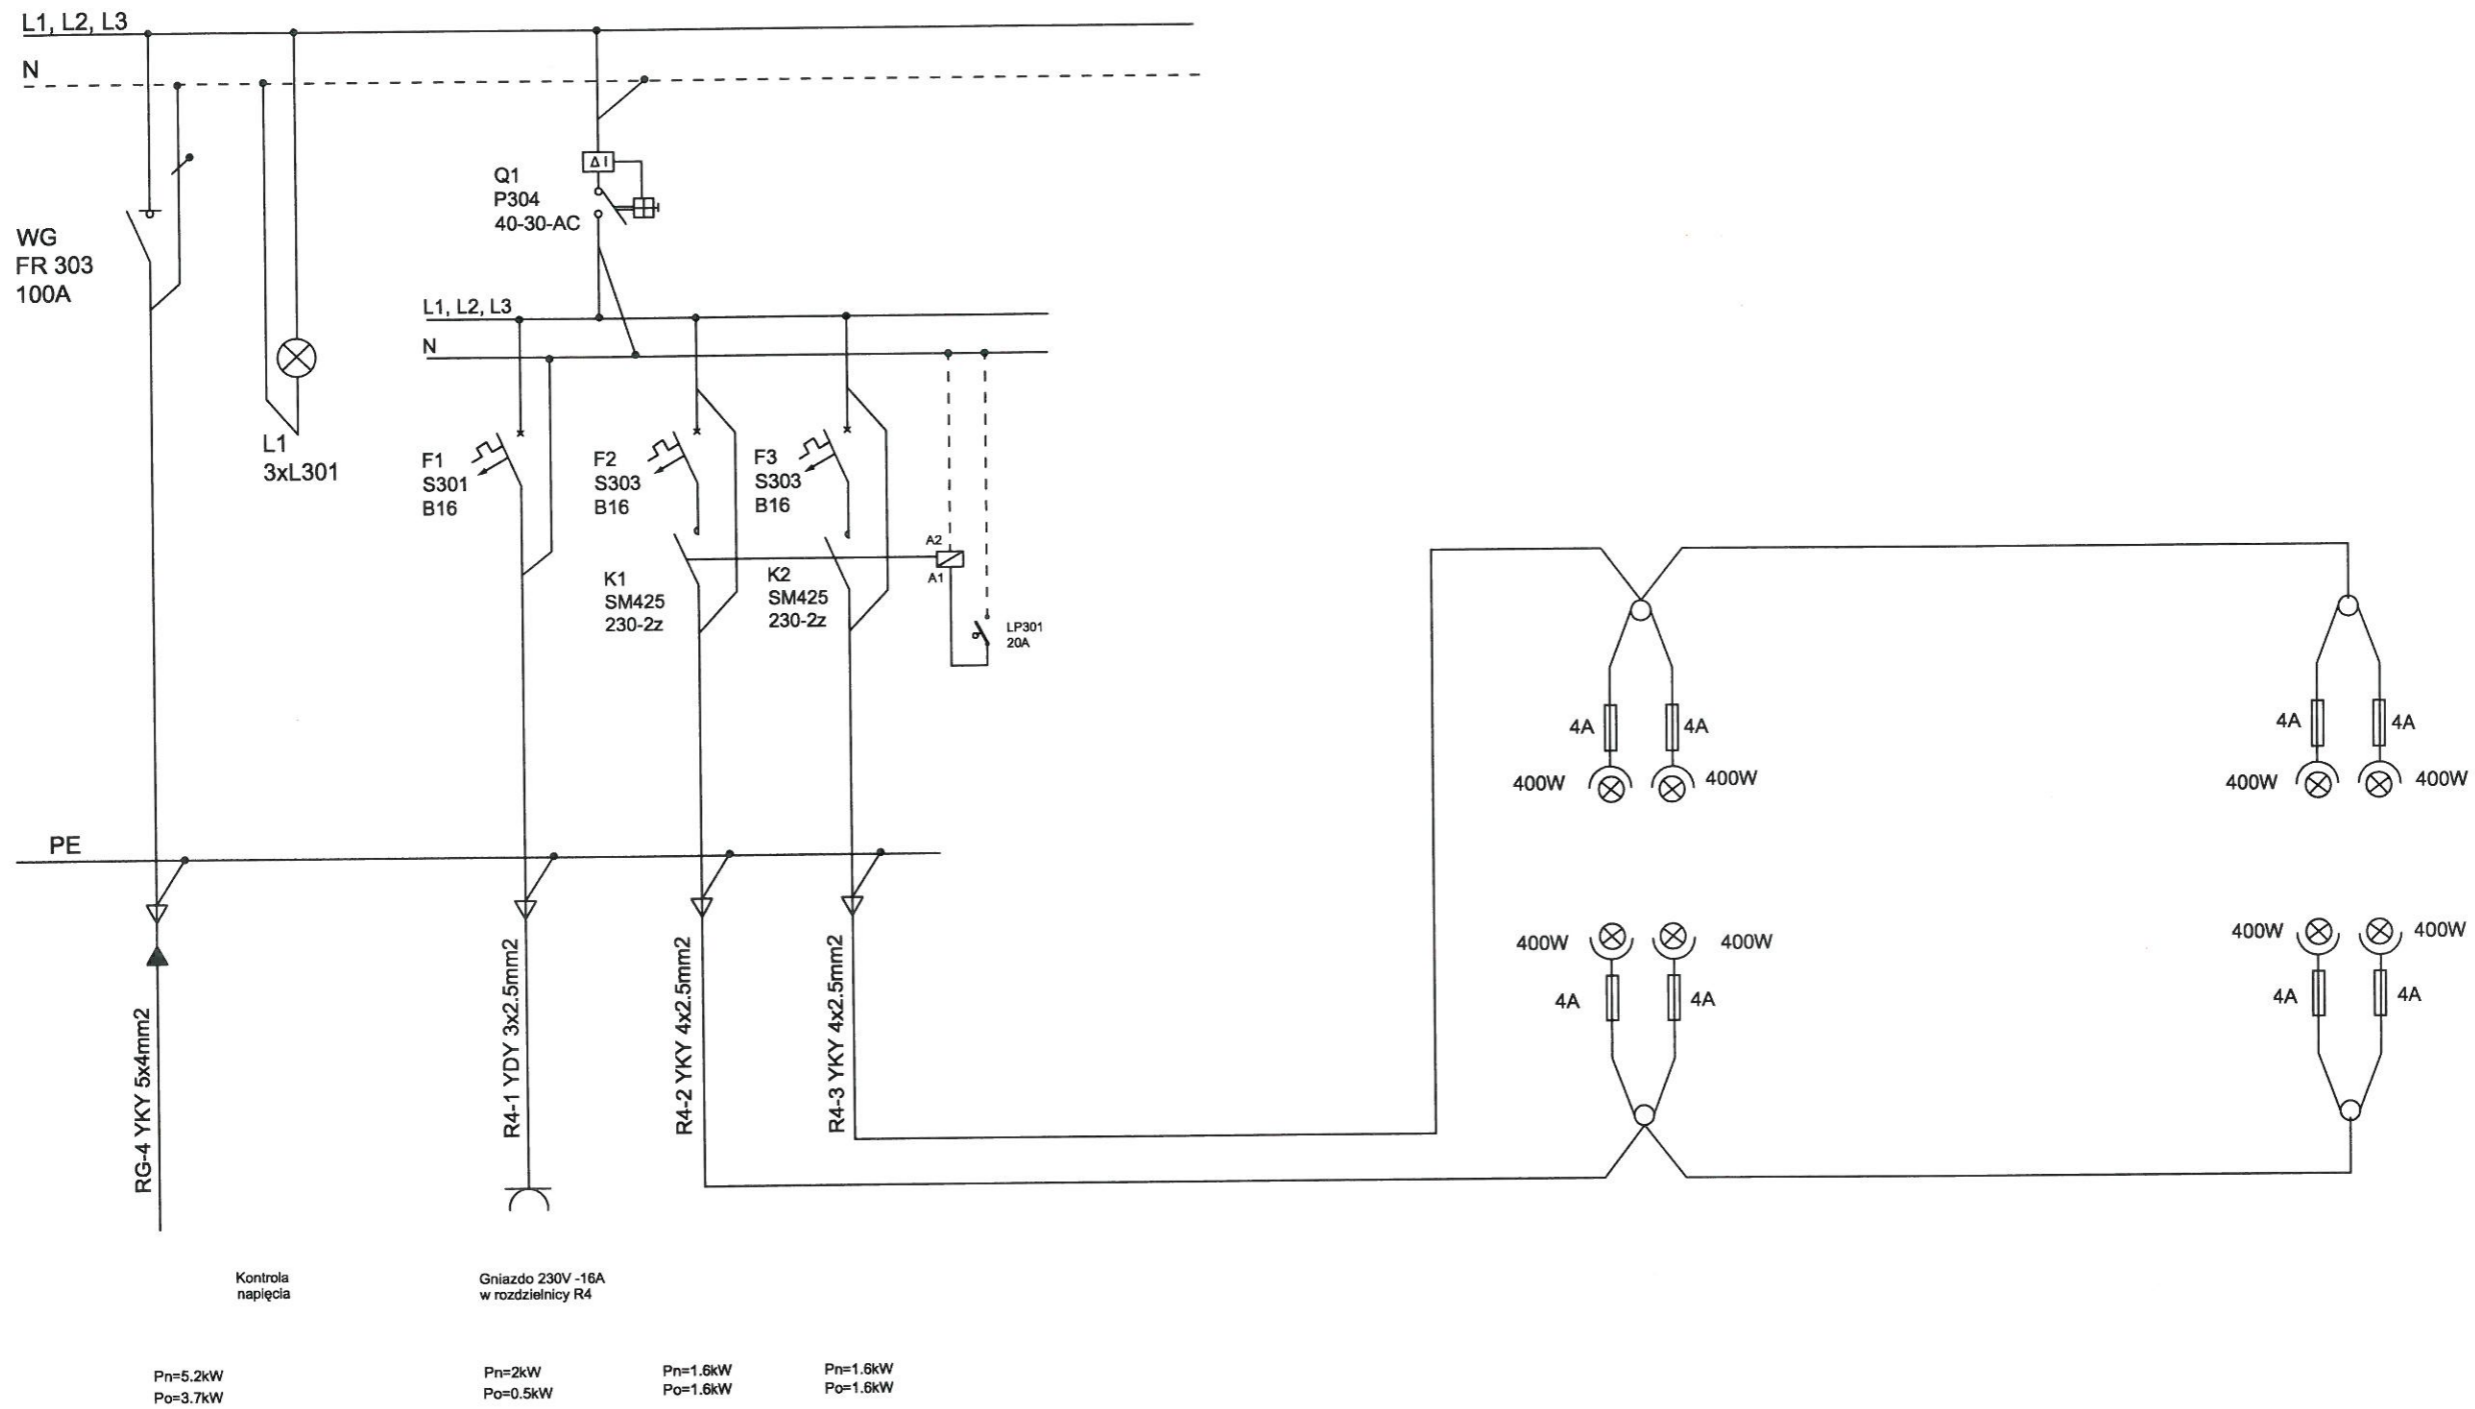 L1, L2, L3
N
WG
FR 303
100A
L1
3xL301
Δ I
Q1
P304
40-30-AC
L1, L2, L3
N
F1
S301
B16
F2
S303
B16
F3
S303
B16
K1
SM425
230-2z
K2
SM425
230-2z
A2
A1
LP301
20A
4A
4A
400W
400W
4A
4A
400W
400W
PE
400W
400W
4A
4A
400W
400W
4A
4A
RG-4 YKY 5x4mm2
R4-1 YDY 3x2.5mm2
R4-2 YKY 4x2.5mm2
R4-3 YKY 4x2.5mm2
Kontrola
napięcia
Gniazdo 230V -16A
w rozdzielnicy R4
Pn=5.2kW
Po=3.7kW
Pn=2kW
Po=0.5kW
Pn=1.6kW
Po=1.6kW
Pn=1.6kW
Po=1.6kW